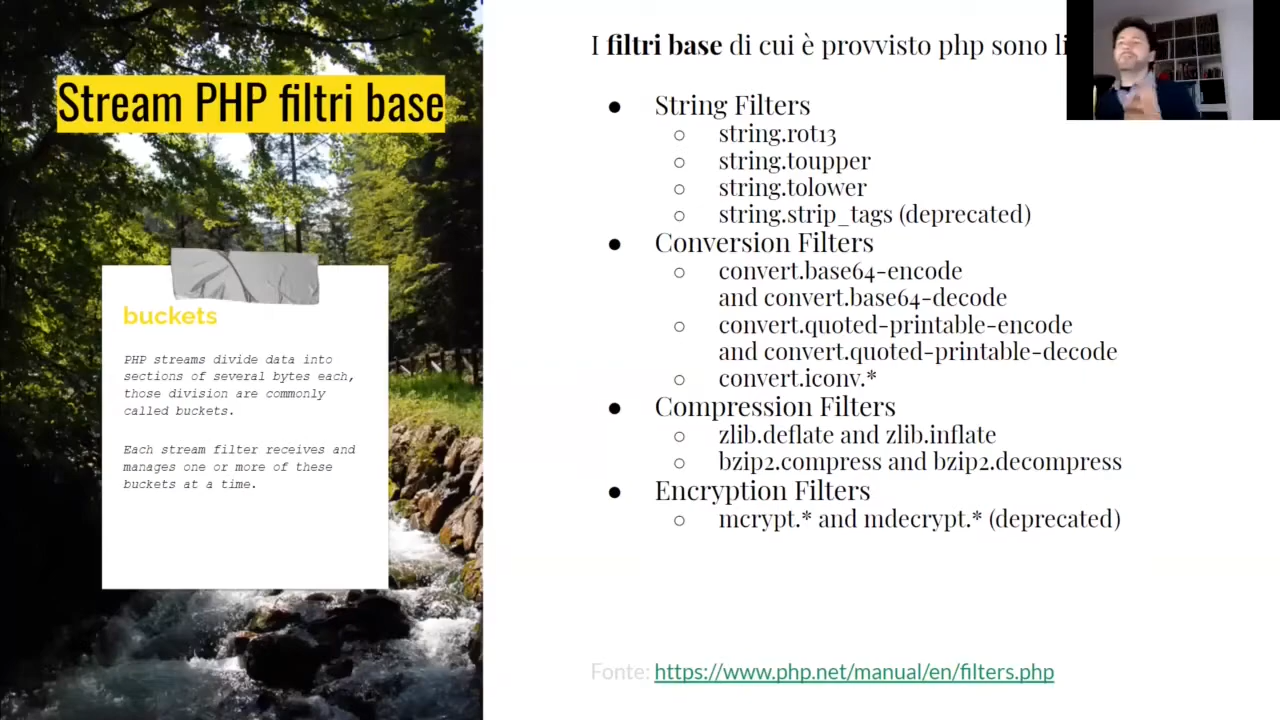 Stream PHP filtri base
buckets
PHP streams divide data into
sections of several bytes each,
those division are commonly
called buckets.
Each stream filter receives and
manages one or more of these
buckets at a time.
I filtri base di cui è provvisto php sono
● String Filters
○ string.rot13
○ string.toupper
○ string.tolower
○ string.strip_tags (deprecated)
● Conversion Filters
○ convert.base64-encode
and convert.base64-decode
○ convert.quoted-printable-encode
and convert.quoted-printable-decode
○ convert.iconv.*
● Compression Filters
○ zlib.deflate and zlib.inflate
○ bzip2.compress and bzip2.decompress
● Encryption Filters
○ mcrypt.* and mdecrypt.* (deprecated)
Fonte: https://www.php.net/manual/en/filters.php